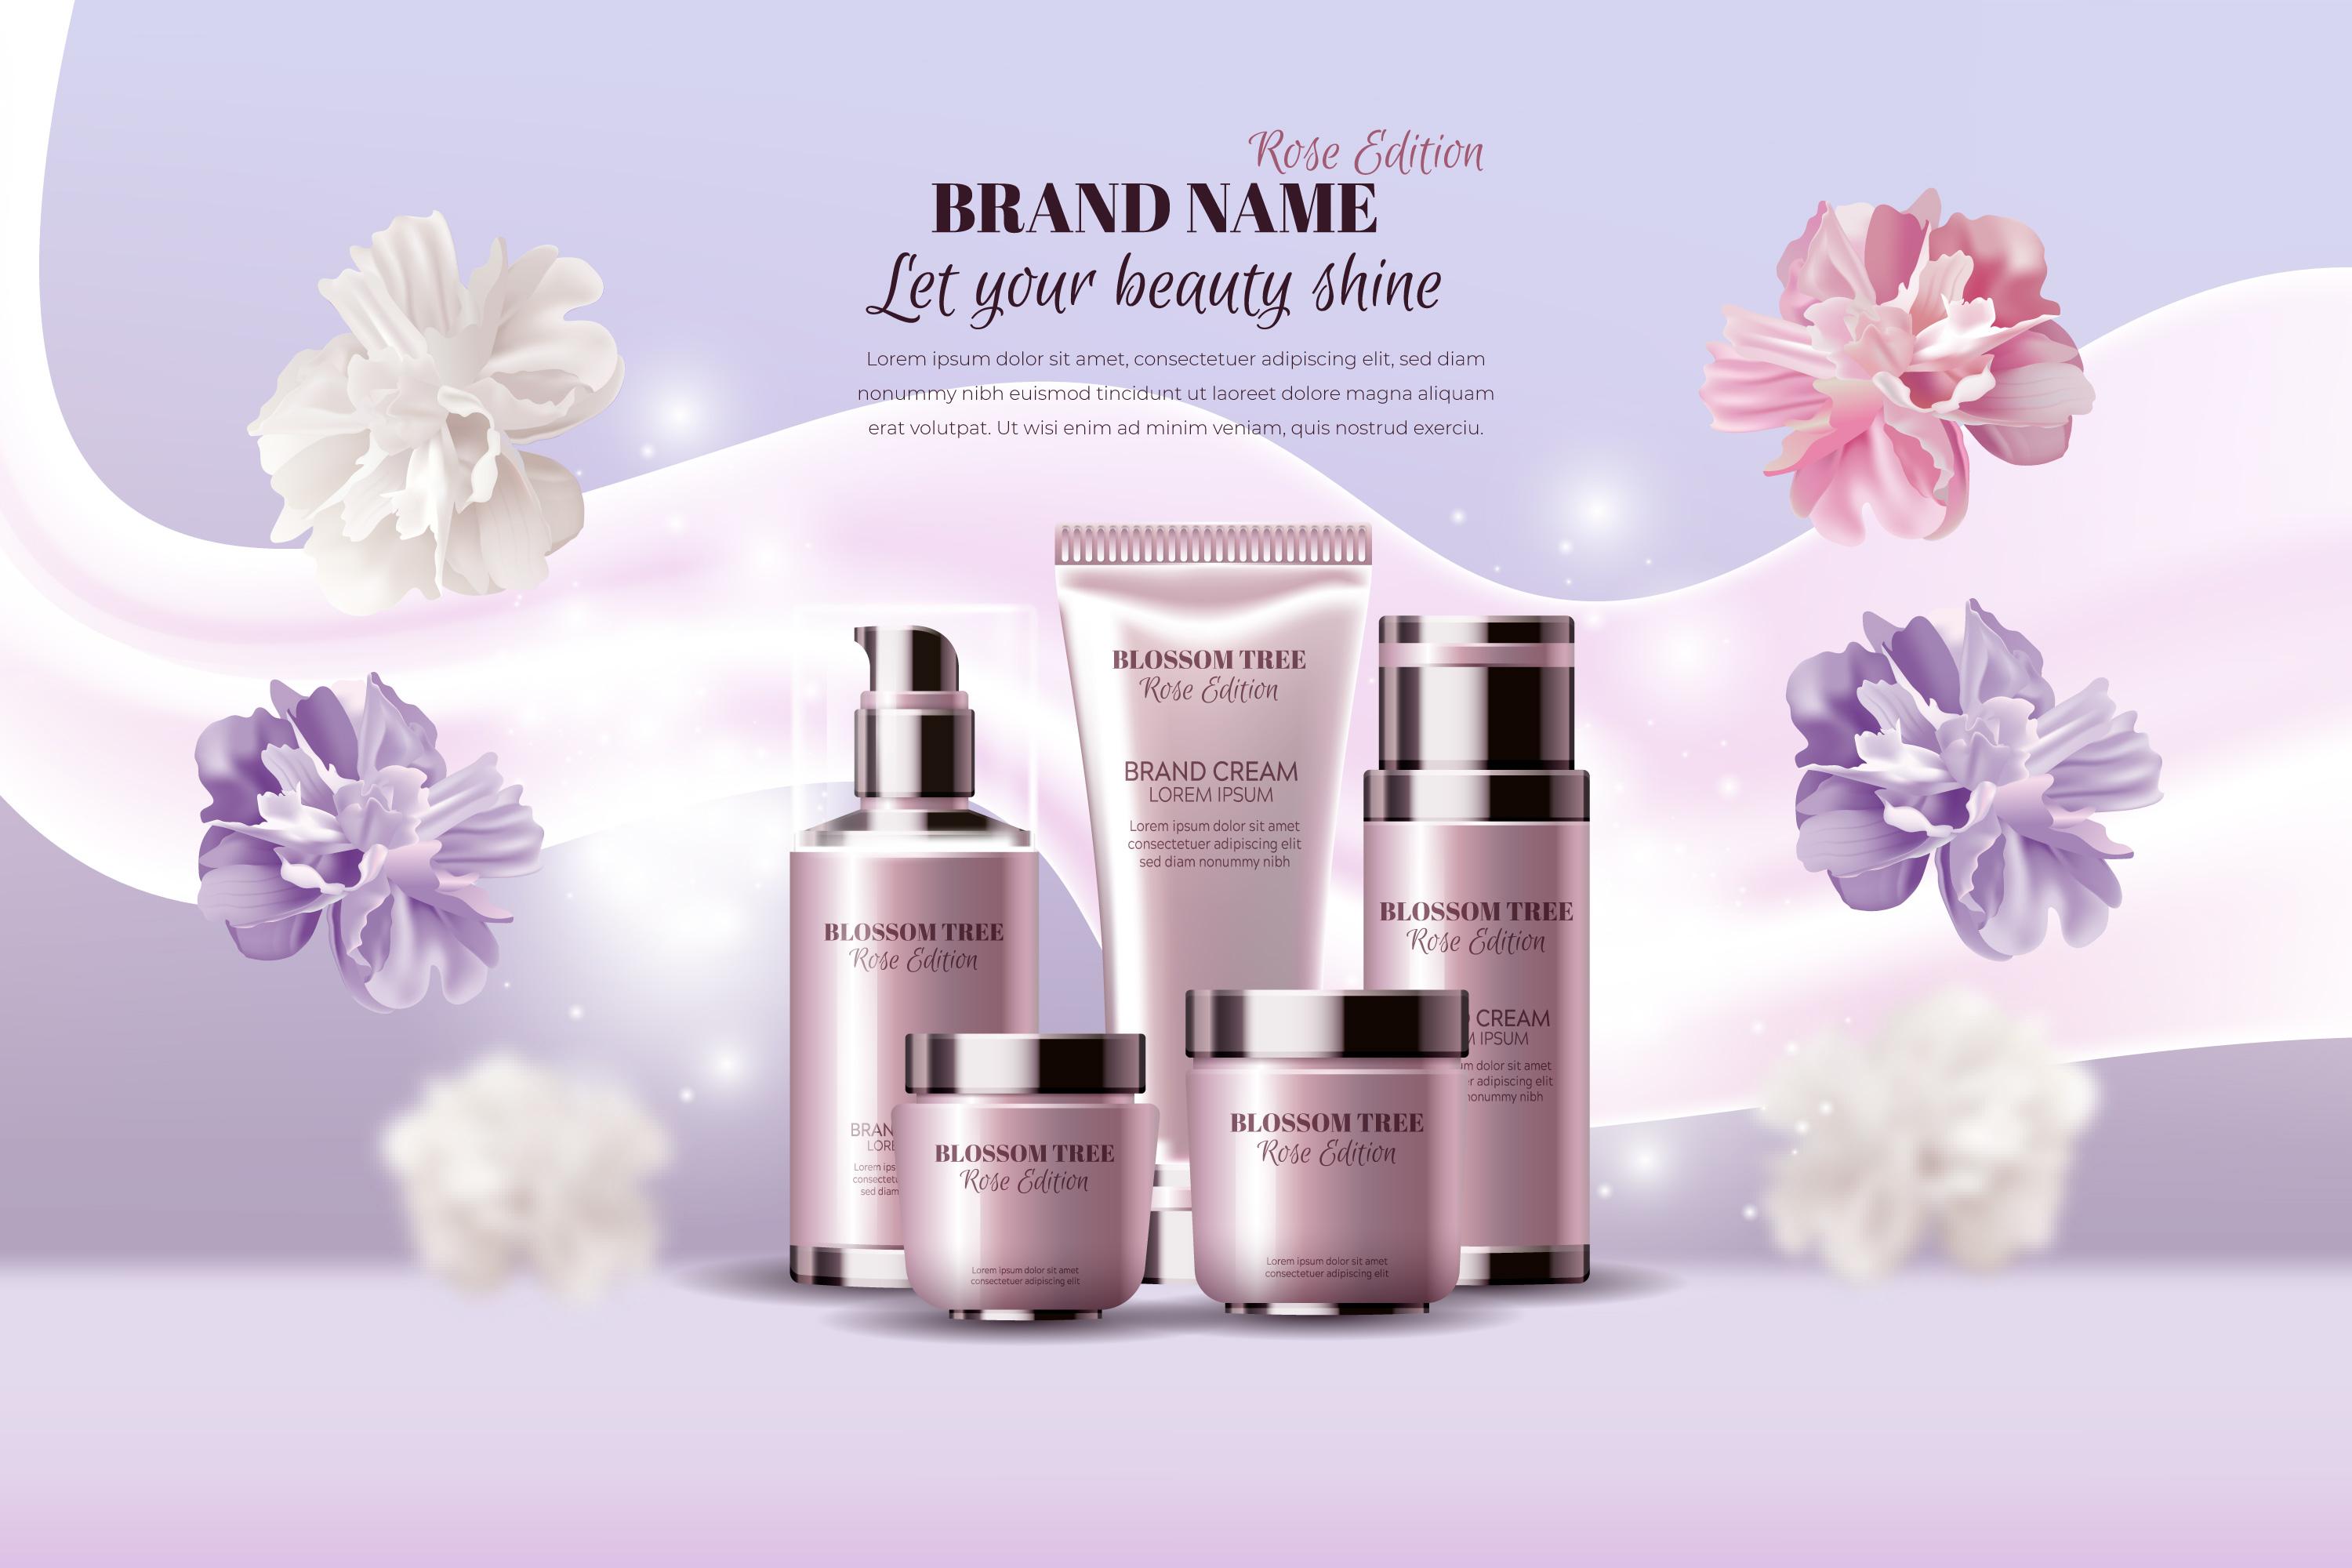 Rose Edition
BRAND NAME
Let your beauty shine
Lorem ipsum dolor sit amet, consectetuer adipiscing elit, sed diam
nonummy nibh euismod tincidunt ut laoreet dolore magna aliquam
erat volutpat. Ut wisi enim ad minim veniam, quis nostrud exerciu.
BLOSSOM TREE
Rose Edition
BRAND CREAM
LOREM IPSUM
Lorem ipsum dolor sit amet
consectetuer adipiscing elit
sed diam nonummy nibh
BLOSSOM TREE
Rose Edition
sed diam
BLOSSOM TREE
Rose Edition
CREAM
IPSUM
dolor sit amet
adipiscing elit
nonummy nibh
BLOSSOM TREE
Rose Edition
Lorem ipsum dolor sit amet
consectetuer adipiscing elit
BLOSSOM TREE
Rose Edition
Lorem ipsum dolor sit amet
consectetuer adipiscing elit